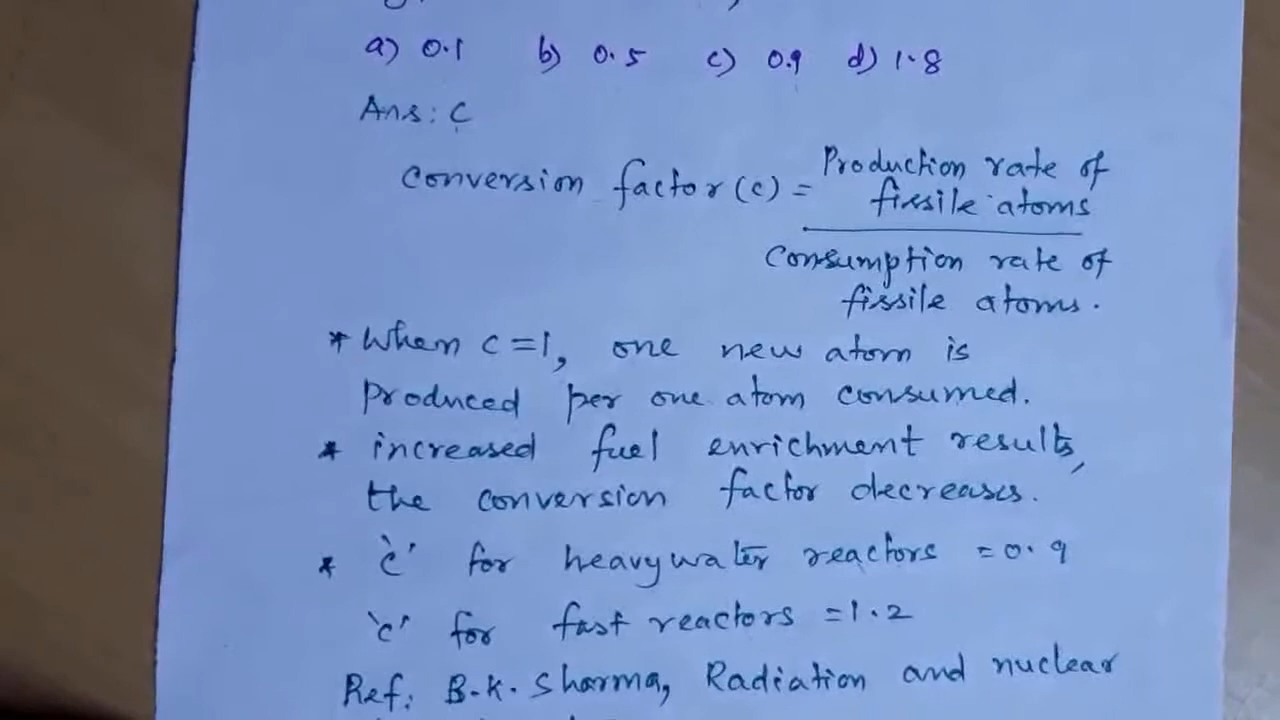 a) 0.1 b) 0.5 c) 0.9 d) 1.8
Ans: C
Conversion factor (c) = Production rate of
fissile atoms
Consumption rate of
fissile atoms.
* When c=1, one new atom is
Produced per one atom consumed.
* increased fuel enrichment results,
the conversion factor decreases.
* 'c' for heavywater reactors = 0.9
'c' for fast reactors = 1.2
Ref: B.K. Sharma, Radiation and nuclear